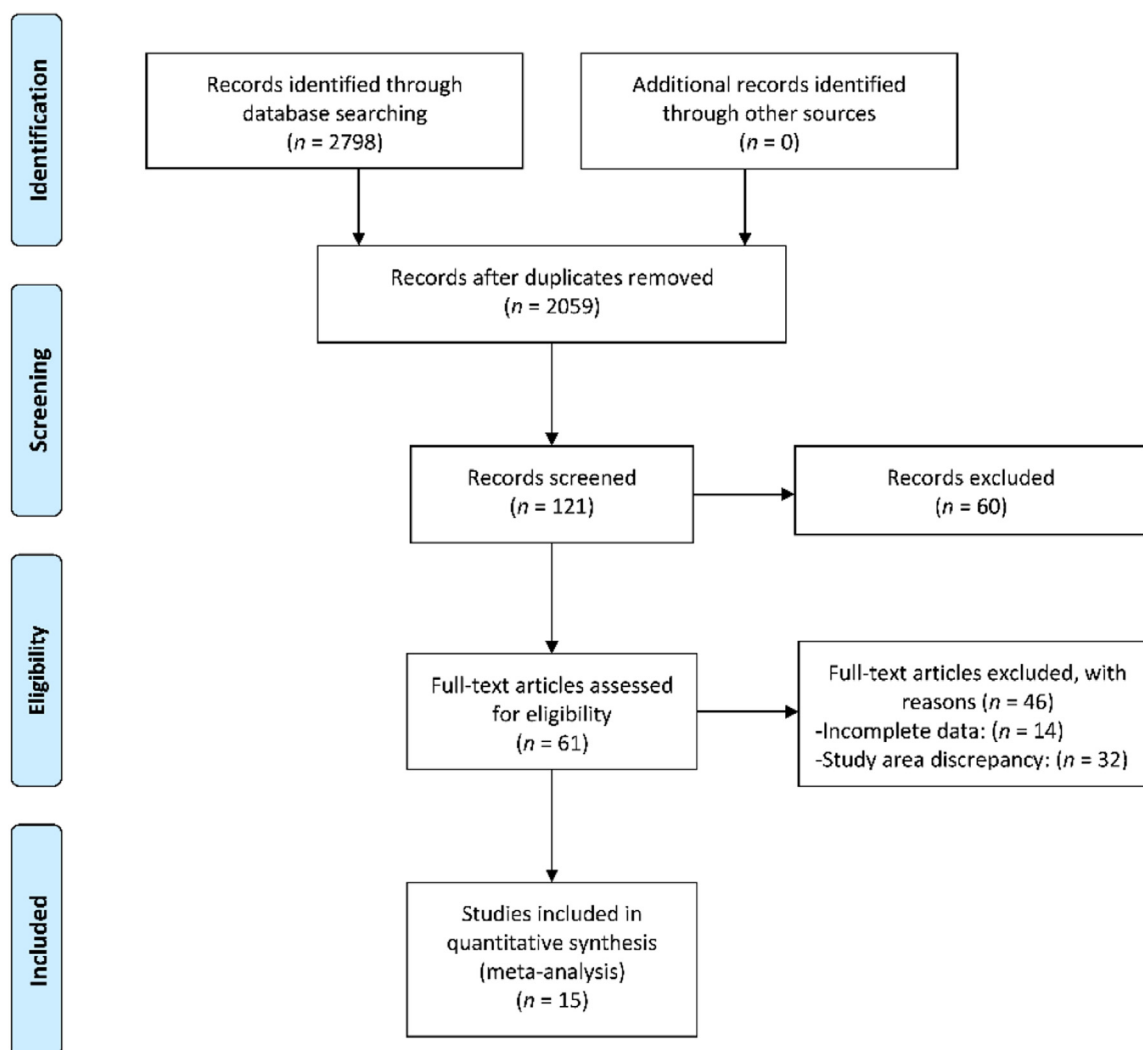 Identification
Records identified through
database searching
(n = 2798)
Additional records identified
through other sources
(n = 0)
Records after duplicates removed
(n = 2059)
Screening
Records screened
(n = 121)
Records excluded
(n = 60)
Eligibility
Full-text articles assessed
for eligibility
(n = 61)
Full-text articles excluded, with
reasons (n = 46)
-Incomplete data: (n = 14)
-Study area discrepancy: (n = 32)
Included
Studies included in
quantitative synthesis
(meta-analysis)
(n = 15)